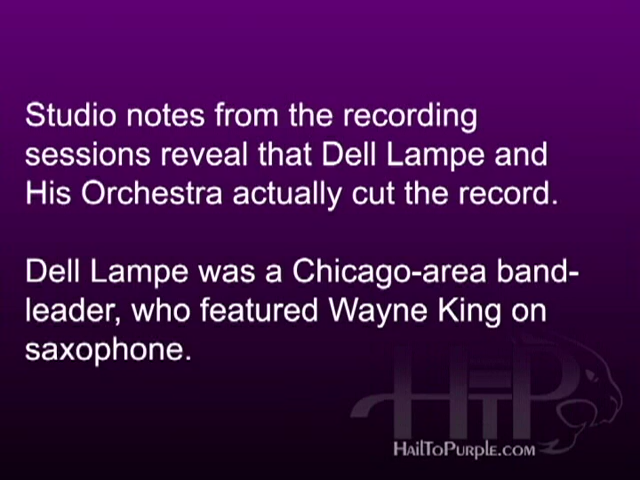 Studio notes from the recording
sessions reveal that Dell Lampe and
His Orchestra actually cut the record.
Dell Lampe was a Chicago-area band-
leader, who featured Wayne King on
saxophone.
HTP
HailToPurple.com